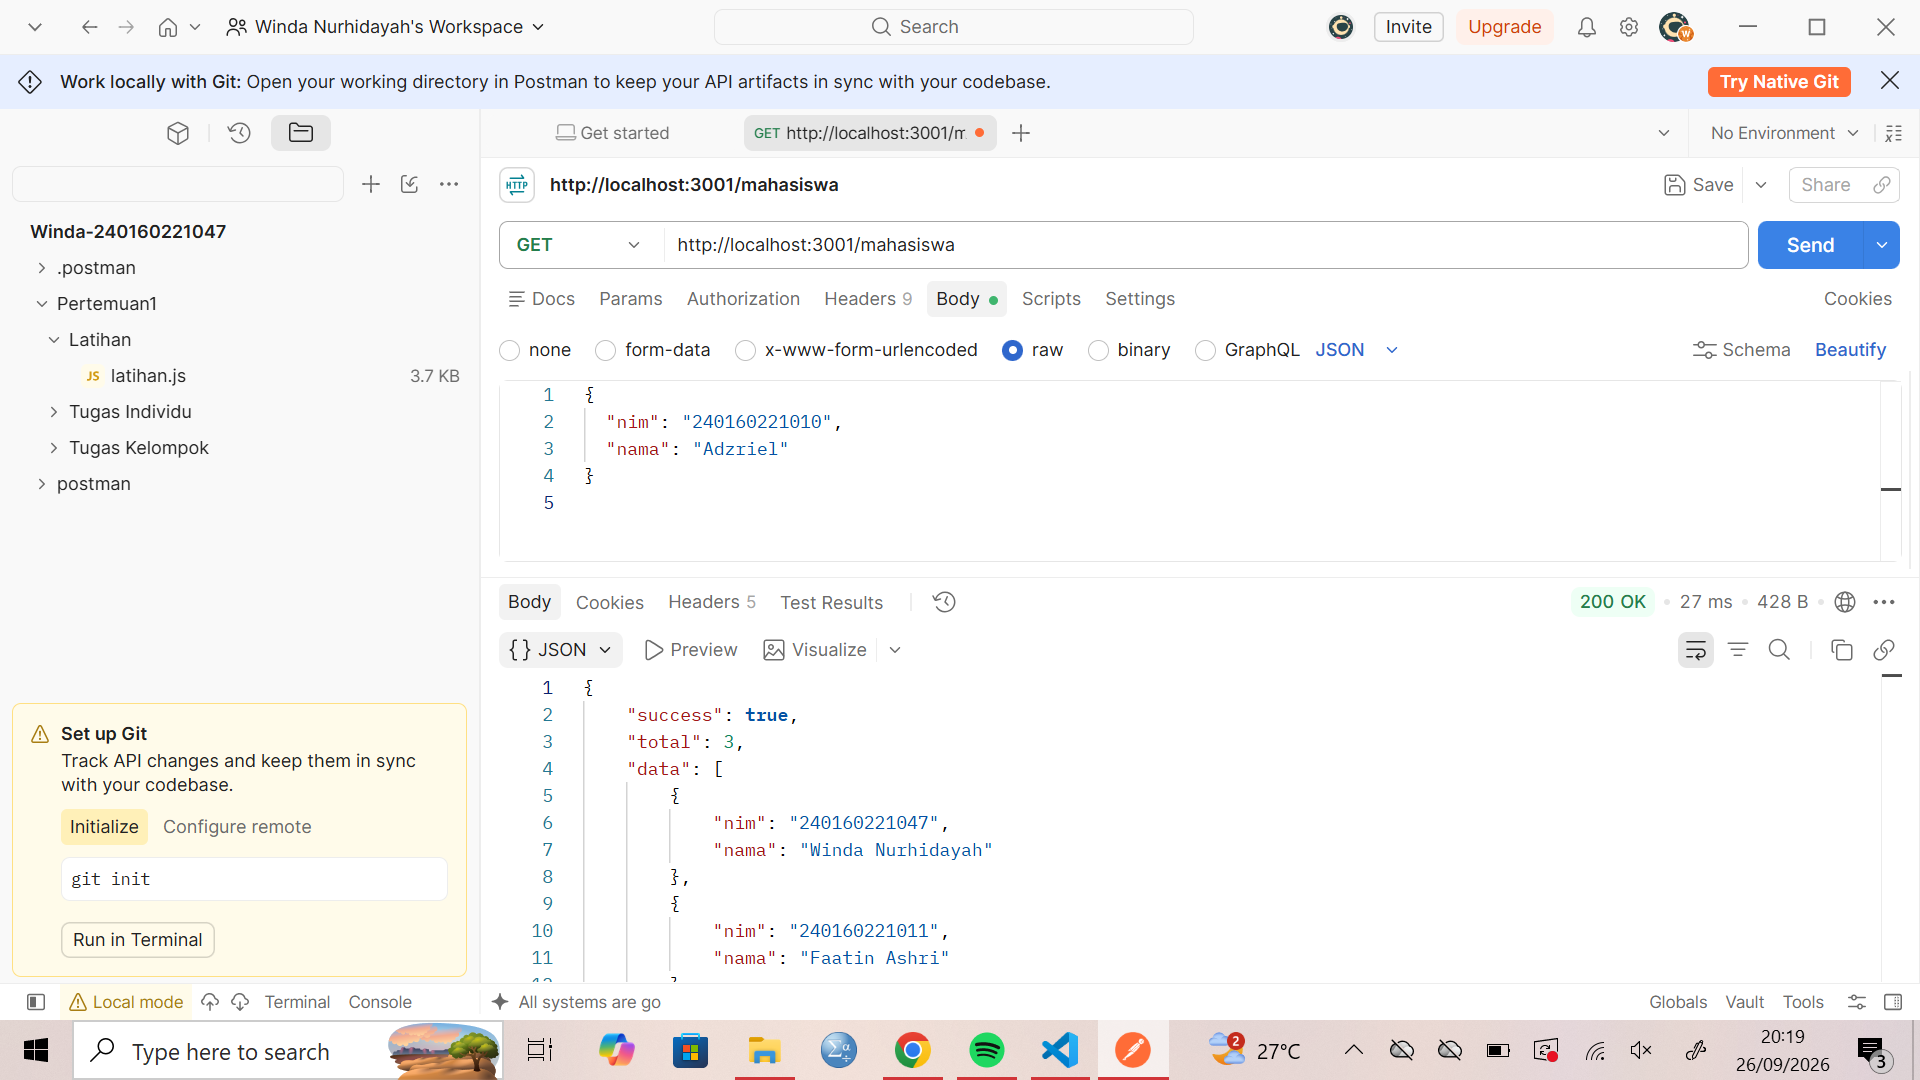 Winda Nurhidayah's Workspace
Search
Invite
Upgrade
W
Work locally with Git: Open your working directory in Postman to keep your API artifacts in sync with your codebase.
Try Native Git
Get started
GET http://localhost:3001/m
No Environment
HTTP
http://localhost:3001/mahasiswa
Save
Share
Winda-240160221047
.postman
Pertemuan1
Latihan
JS latihan.js 3.7 KB
Tugas Individu
Tugas Kelompok
postman
GET
http://localhost:3001/mahasiswa
Send
Docs
Params
Authorization
Headers 9
Body
Scripts
Settings
Cookies
none
form-data
x-www-form-urlencoded
raw
binary
GraphQL
JSON
Schema
Beautify
1 {
2 "nim": "240160221010",
3 "nama": "Adzriel"
4 }
5
Body
Cookies
Headers 5
Test Results
200 OK
27 ms
428 B
{} JSON
Preview
Visualize
1 {
2 "success": true,
3 "total": 3,
4 "data": [
5 {
6 "nim": "240160221047",
7 "nama": "Winda Nurhidayah"
8 },
9 {
10 "nim": "240160221011",
11 "nama": "Faatin Ashri"
Set up Git
Track API changes and keep them in sync
with your codebase.
Initialize
Configure remote
git init
Run in Terminal
Local mode
Terminal
Console
All systems are go
Globals
Vault
Tools
Type here to search
2
27°C
20:19
26/09/2026
3